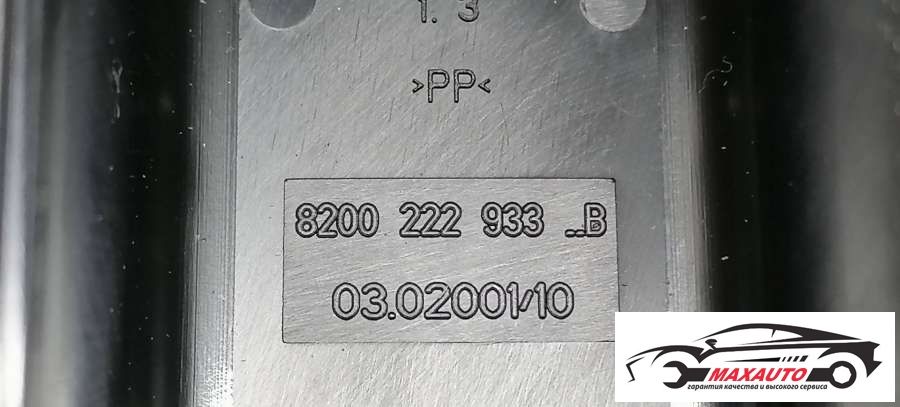 1. 3
>PP<
8200 222 933 _..B
03.02001/10
MAXAUTO
гарантия качества и высокого сервиса